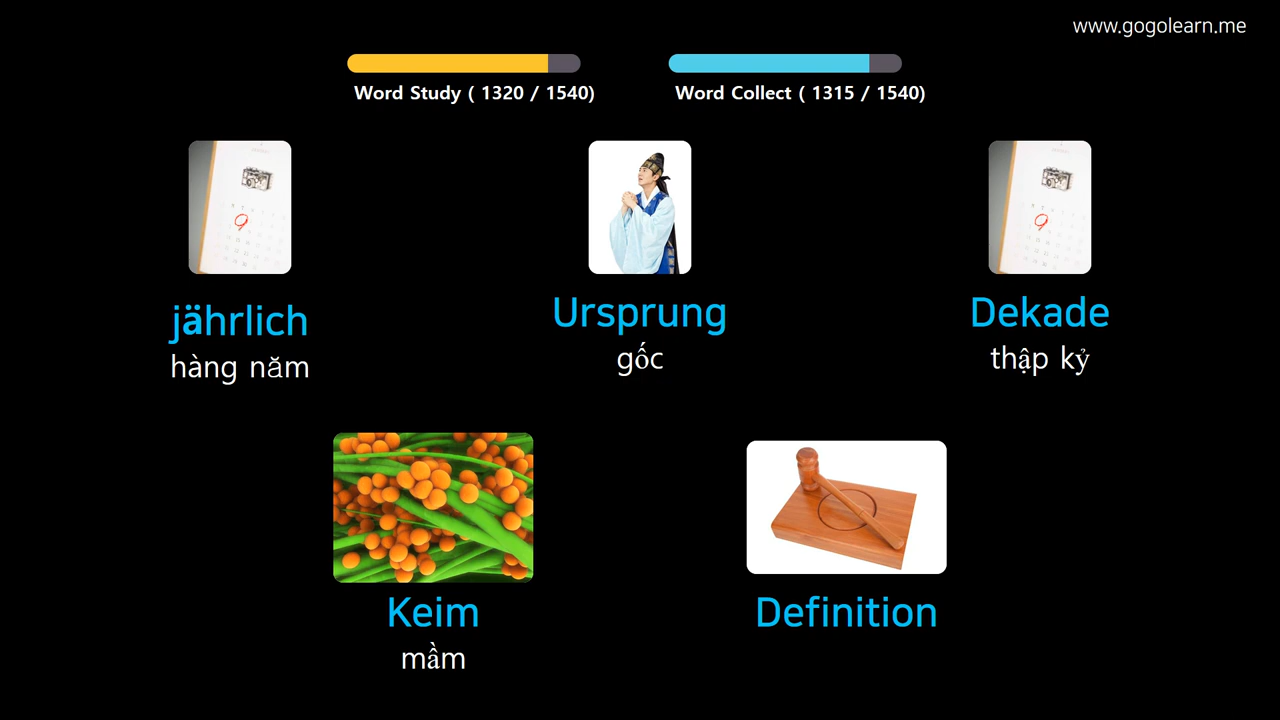 www.gogolearn.me
Word Study ( 1320 / 1540)
Word Collect ( 1315 / 1540)
jährlich
hàng năm
Ursprung
gốc
Dekade
thập kỷ
Keim
mầm
Definition